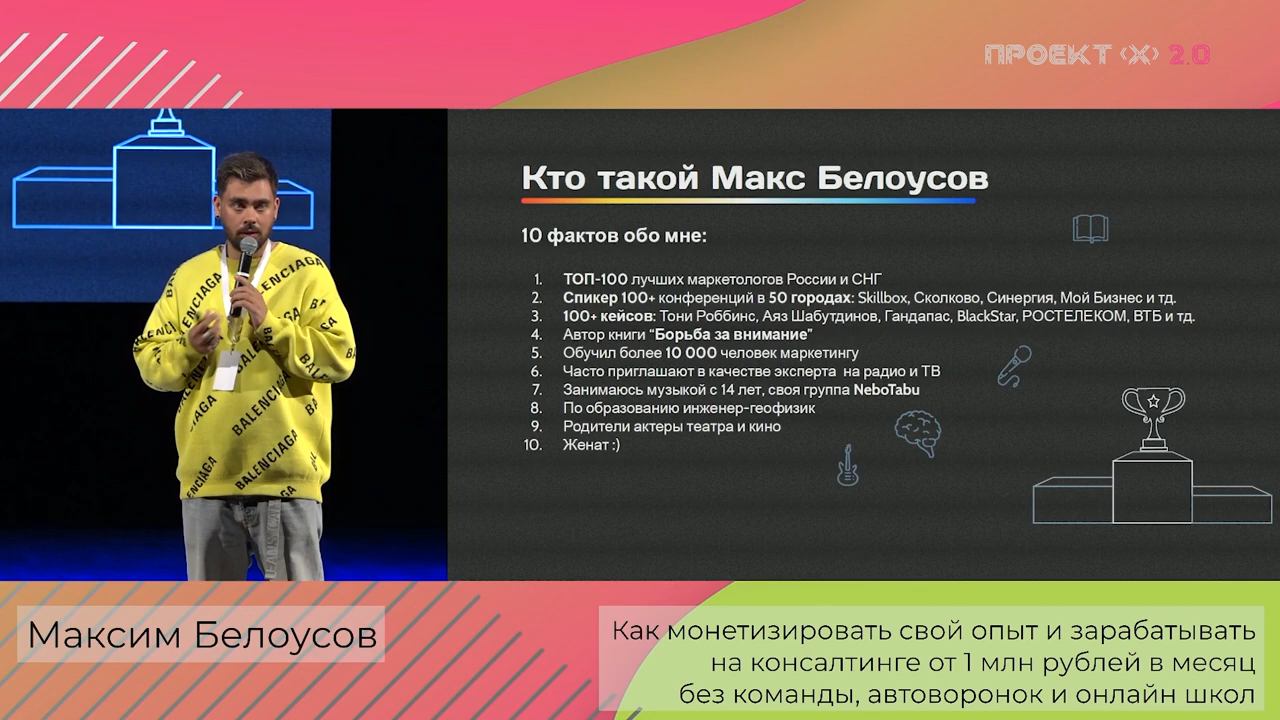 ПРОЕКТ «X» 2.0
Кто такой Макс Белоусов
10 фактов обо мне:
1. ТОП-100 лучших маркетологов России и СНГ
2. Спикер 100+ конференций в 50 городах: Skillbox, Сколково, Синергия, Мой Бизнес и тд.
3. 100+ кейсов: Тони Роббинс, Аяз Шабутдинов, Гандапас, BlackStar, РОСТЕЛЕКОМ, ВТБ и тд.
4. Автор книги “Борьба за внимание”
5. Обучил более 10 000 человек маркетингу
6. Часто приглашают в качестве эксперта на радио и ТВ
7. Занимаюсь музыкой с 14 лет, своя группа NeboTabu
8. По образованию инженер-геофизик
9. Родители актеры театра и кино
10. Женат :)
BALENCIAGA
BALENCIAGA
BALENCIAGA
Максим Белоусов
Как монетизировать свой опыт и зарабатывать
на консалтинге от 1 млн рублей в месяц
без команды, автоворонок и онлайн школ